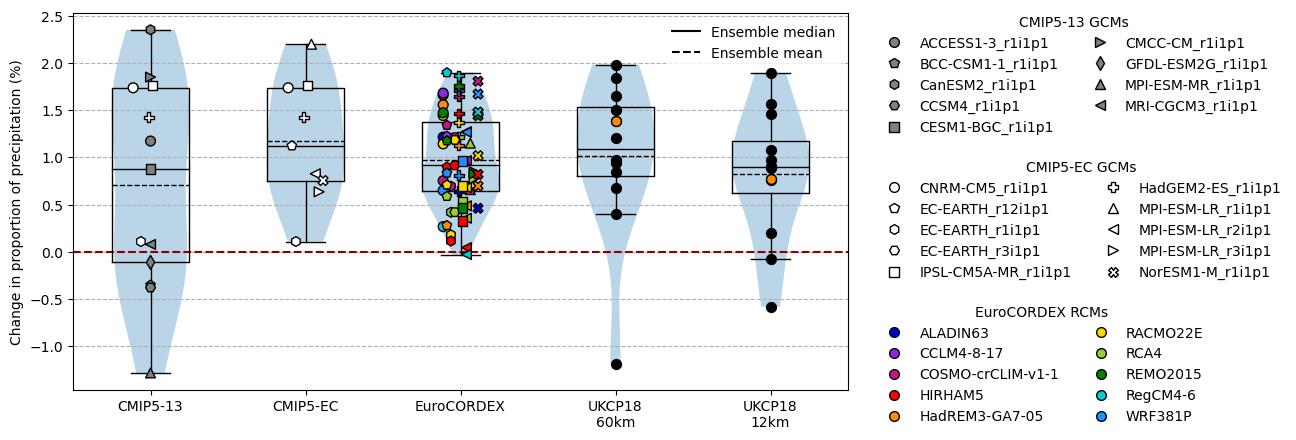 Change in proportion of precipitation (%)
2.5
2.0
1.5
1.0
0.5
0.0
−0.5
−1.0
Ensemble median
Ensemble mean
CMIP5-13
CMIP5-EC
EuroCORDEX
UKCP18
60km
UKCP18
12km
CMIP5-13 GCMs
ACCESS1-3_r1i1p1
BCC-CSM1-1_r1i1p1
CanESM2_r1i1p1
CCSM4_r1i1p1
CESM1-BGC_r1i1p1
CMCC-CM_r1i1p1
GFDL-ESM2G_r1i1p1
MPI-ESM-MR_r1i1p1
MRI-CGCM3_r1i1p1
CMIP5-EC GCMs
CNRM-CM5_r1i1p1
EC-EARTH_r12i1p1
EC-EARTH_r1i1p1
EC-EARTH_r3i1p1
IPSL-CM5A-MR_r1i1p1
HadGEM2-ES_r1i1p1
MPI-ESM-LR_r1i1p1
MPI-ESM-LR_r2i1p1
MPI-ESM-LR_r3i1p1
NorESM1-M_r1i1p1
EuroCORDEX RCMs
ALADIN63
CCLM4-8-17
COSMO-crCLIM-v1-1
HIRHAM5
HadREM3-GA7-05
RACMO22E
RCA4
REMO2015
RegCM4-6
WRF381P